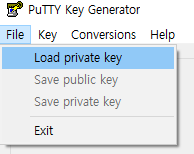 PuTTY Key Generator
File Key Conversions Help
Load private key
Save public key
Save private key
Exit